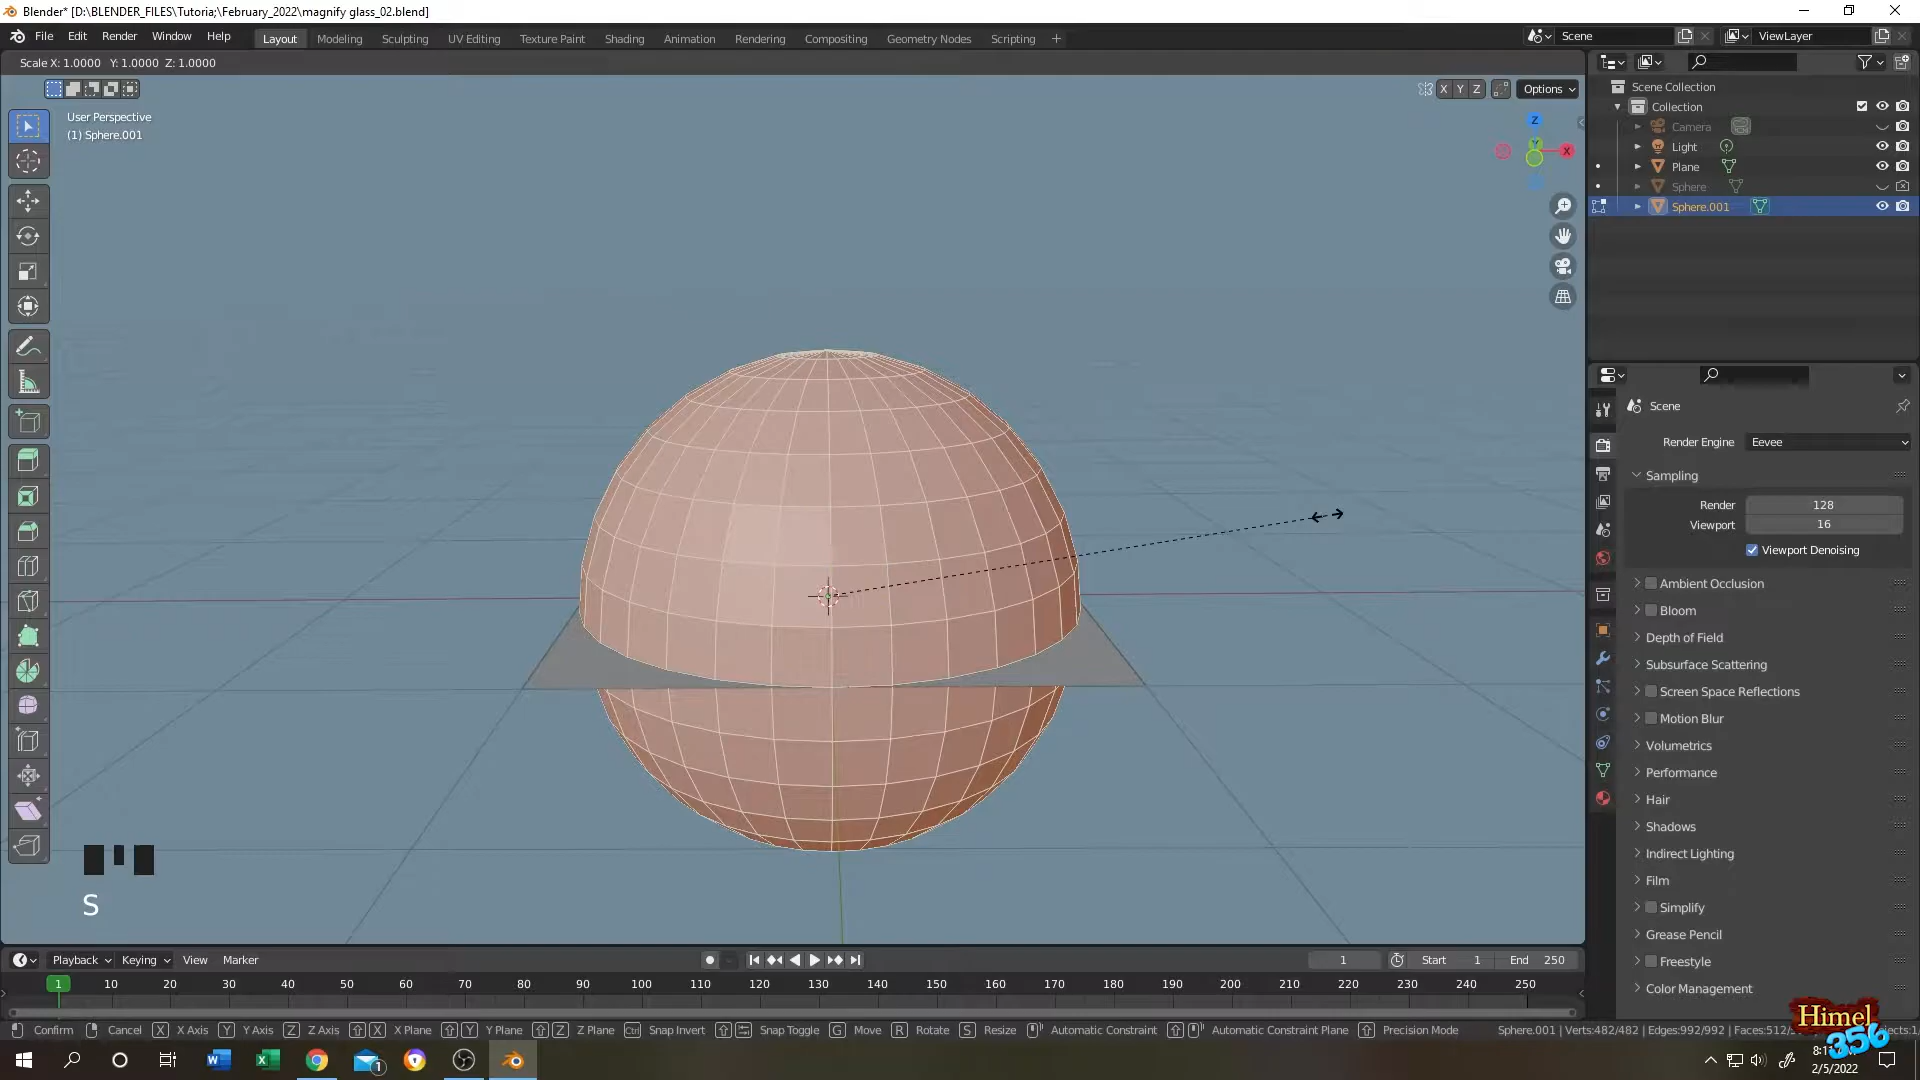 Blender* [D:\BLENDER_FILES\Tutoria;\February_2022\magnify glass_02.blend]
File Edit Render Window Help Layout Modeling Sculpting UV Editing Texture Paint Shading Animation Rendering Compositing Geometry Nodes Scripting + Scene ViewLayer
Scale X: 1.0000 Y: 1.0000 Z: 1.0000
X Y Z Options
User Perspective
(1) Sphere.001
Z
Y
X
Scene Collection
Collection
Camera
Light
Plane
Sphere
Sphere.001
Scene
Render Engine Eevee
Sampling
Render 128
Viewport 16
Viewport Denoising
Ambient Occlusion
Bloom
Depth of Field
Subsurface Scattering
Screen Space Reflections
Motion Blur
Volumetrics
Performance
Hair
Shadows
Indirect Lighting
Film
Simplify
Grease Pencil
Freestyle
Color Management
S
Playback Keying View Marker 1 Start 1 End 250
1 10 20 30 40 50 60 70 80 90 100 110 120 130 140 150 160 170 180 190 200 210 220 230 240 250
Confirm Cancel X X Axis Y Y Axis Z Z Axis X X Plane Y Y Plane Z Z Plane Ctrl Snap Invert Snap Toggle G Move R Rotate S Resize Automatic Constraint Automatic Constraint Plane Precision Mode Sphere.001 | Verts:482/482 | Edges:992/992 | Faces:512/
Himel
356
2/5/2022